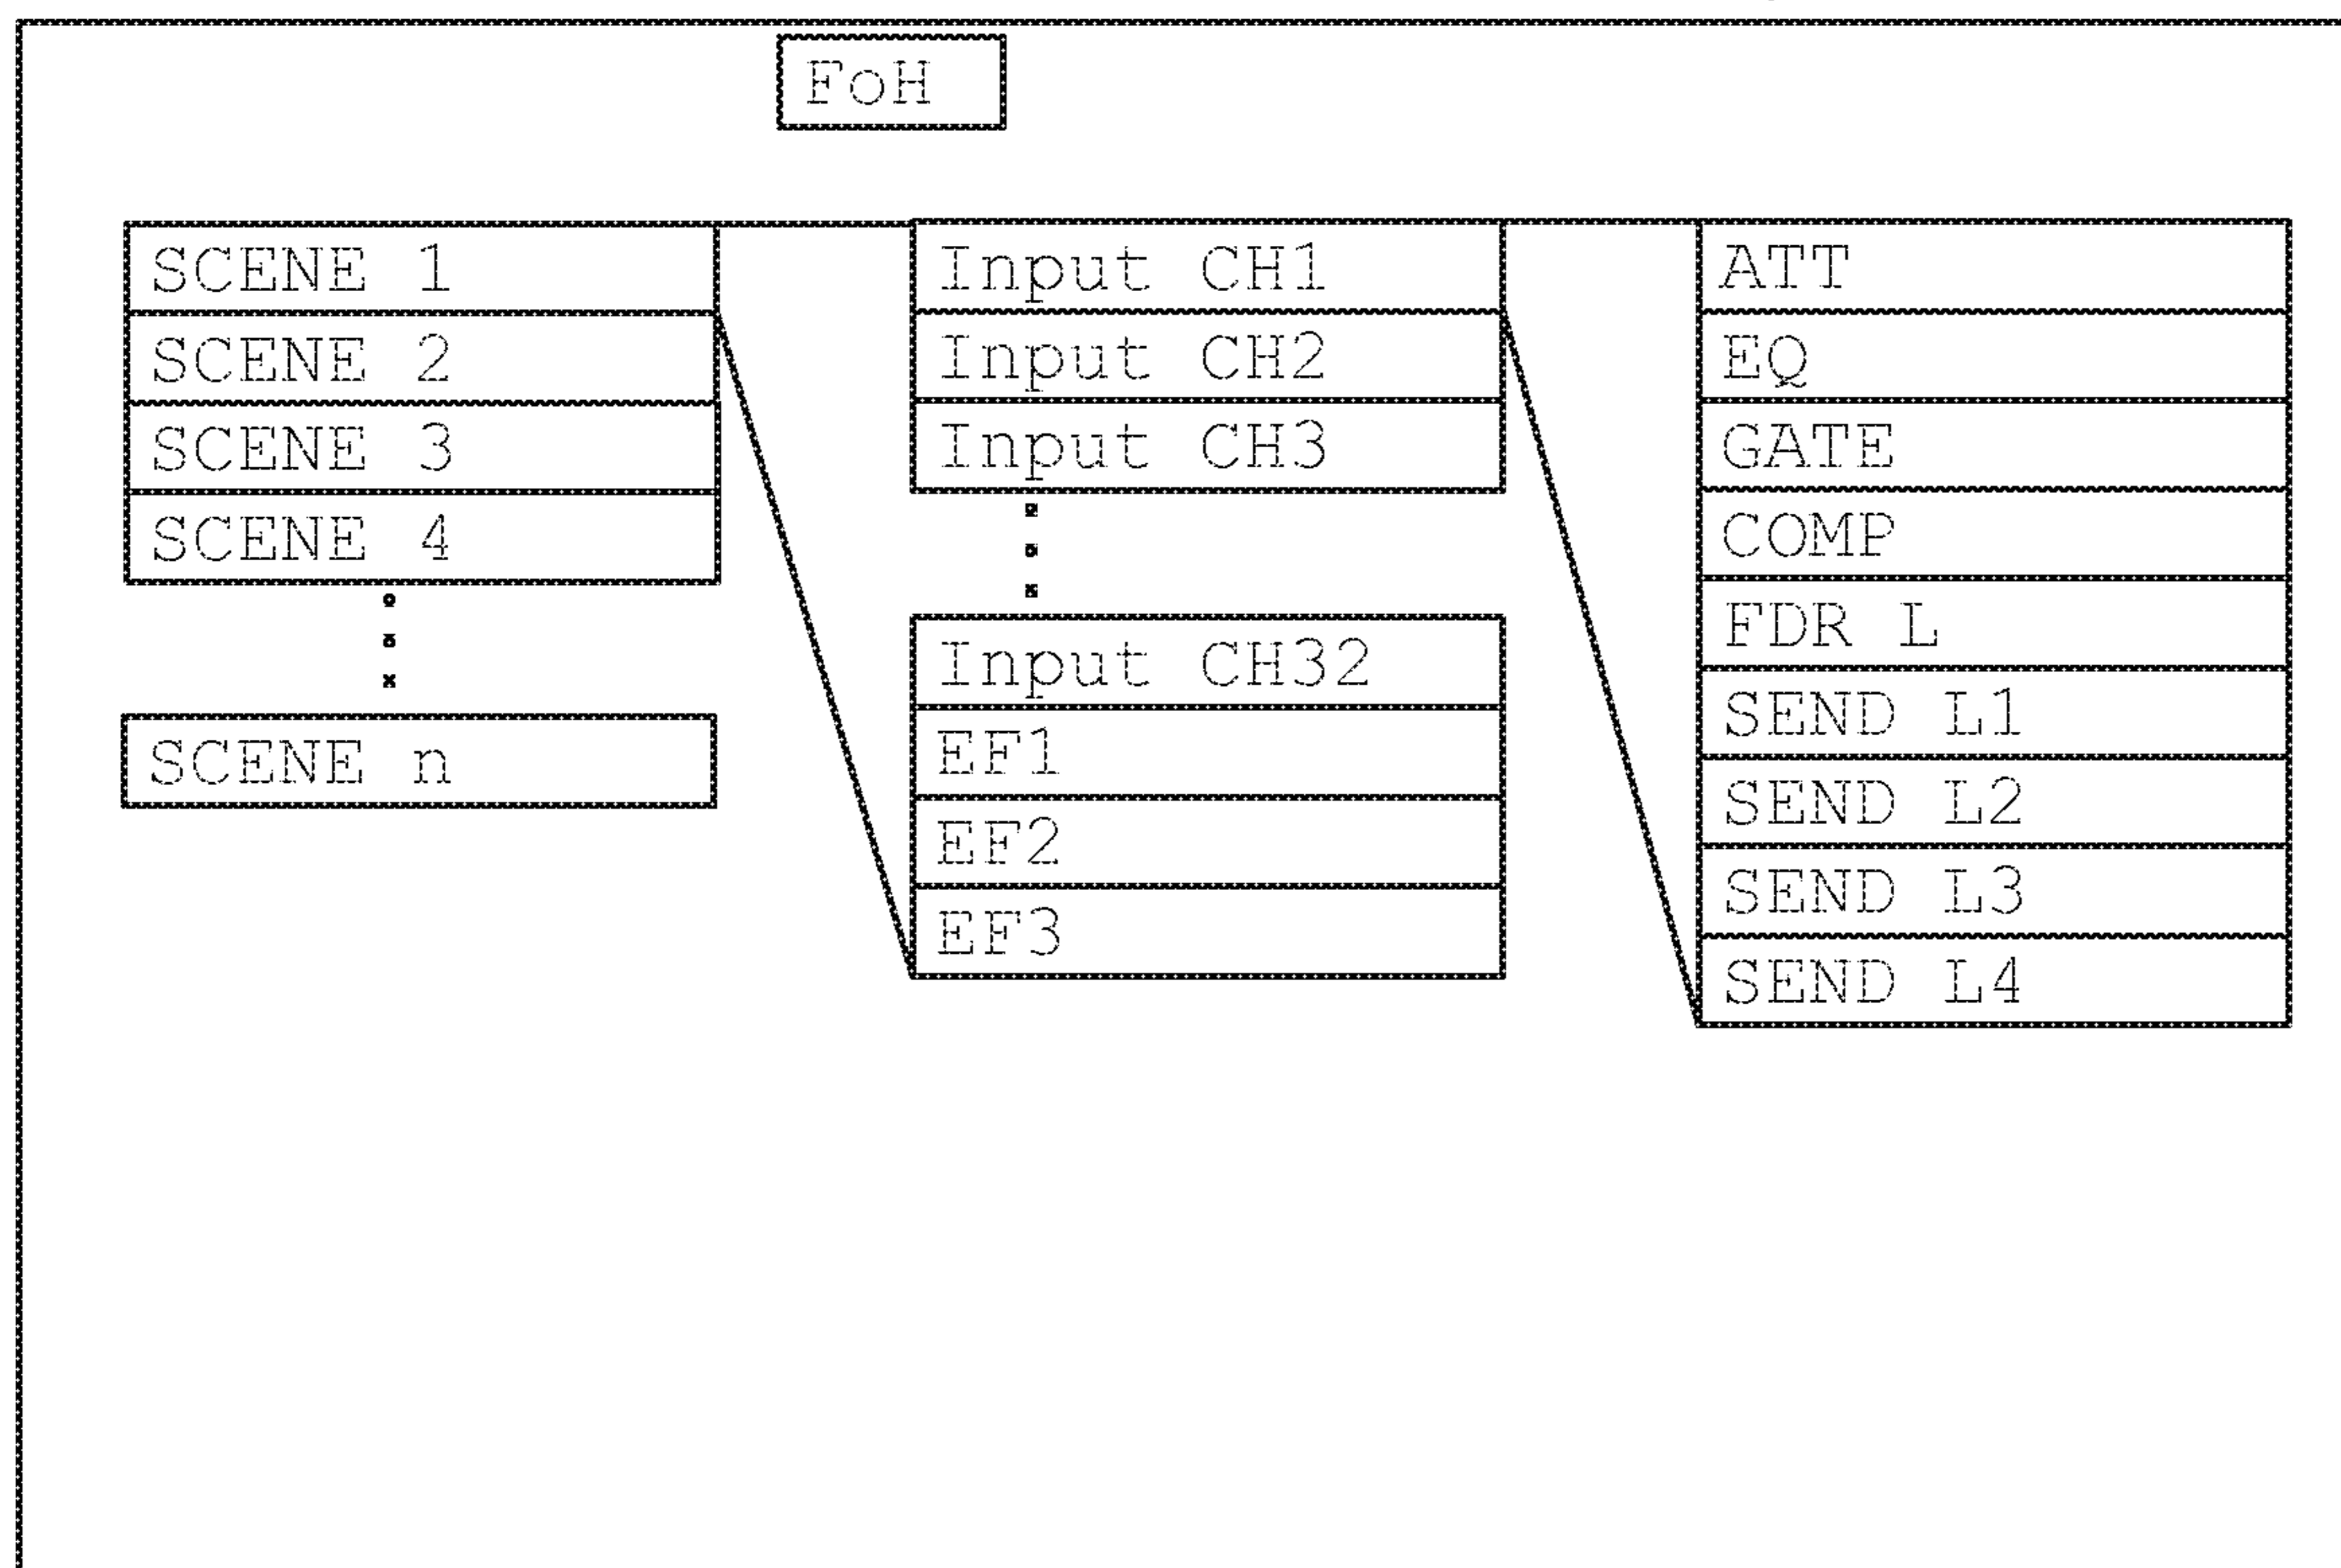 FoH
SCENE 1
SCENE 2
SCENE 3
SCENE 4
SCENE n
Input CH1
Input CH2
Input CH3
Input CH32
EF1
EF2
EF3
ATT
EQ
GATE
COMP
FDR L
SEND L1
SEND L2
SEND L3
SEND L4